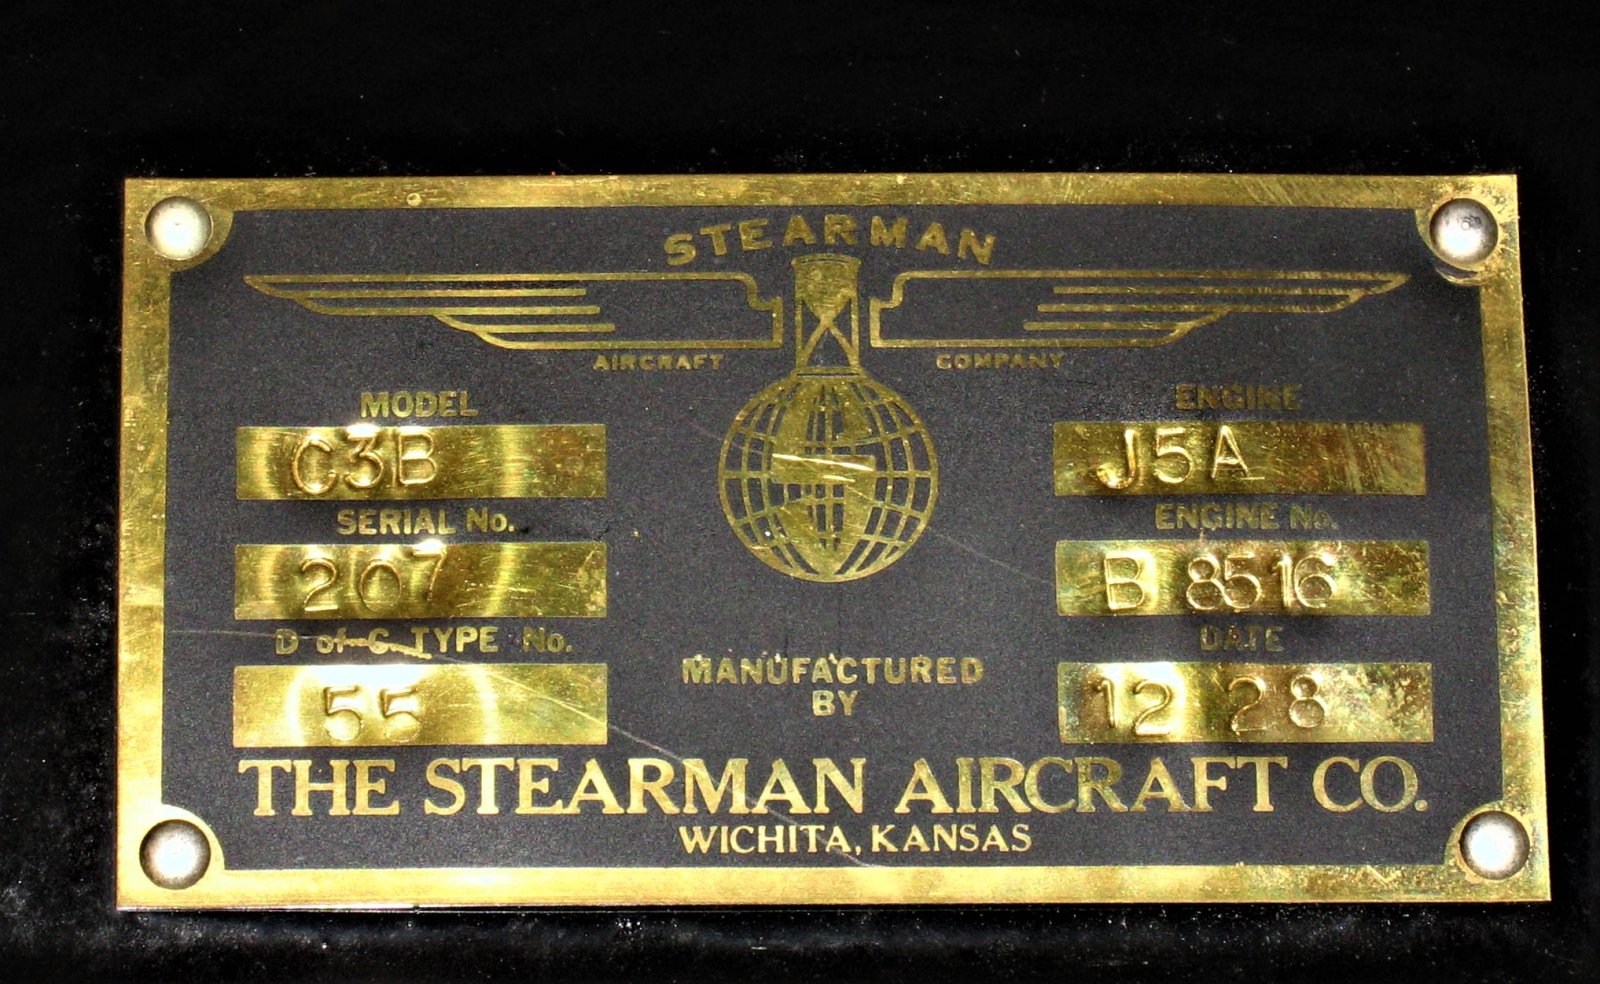 STEARMAN
AIRCRAFT COMPANY
MODEL
C3B
SERIAL No.
207
D of C TYPE No.
55
ENGINE
J5A
ENGINE No.
B 8516
DATE
12 28
MANUFACTURED
BY
THE STEARMAN AIRCRAFT CO.
WICHITA, KANSAS